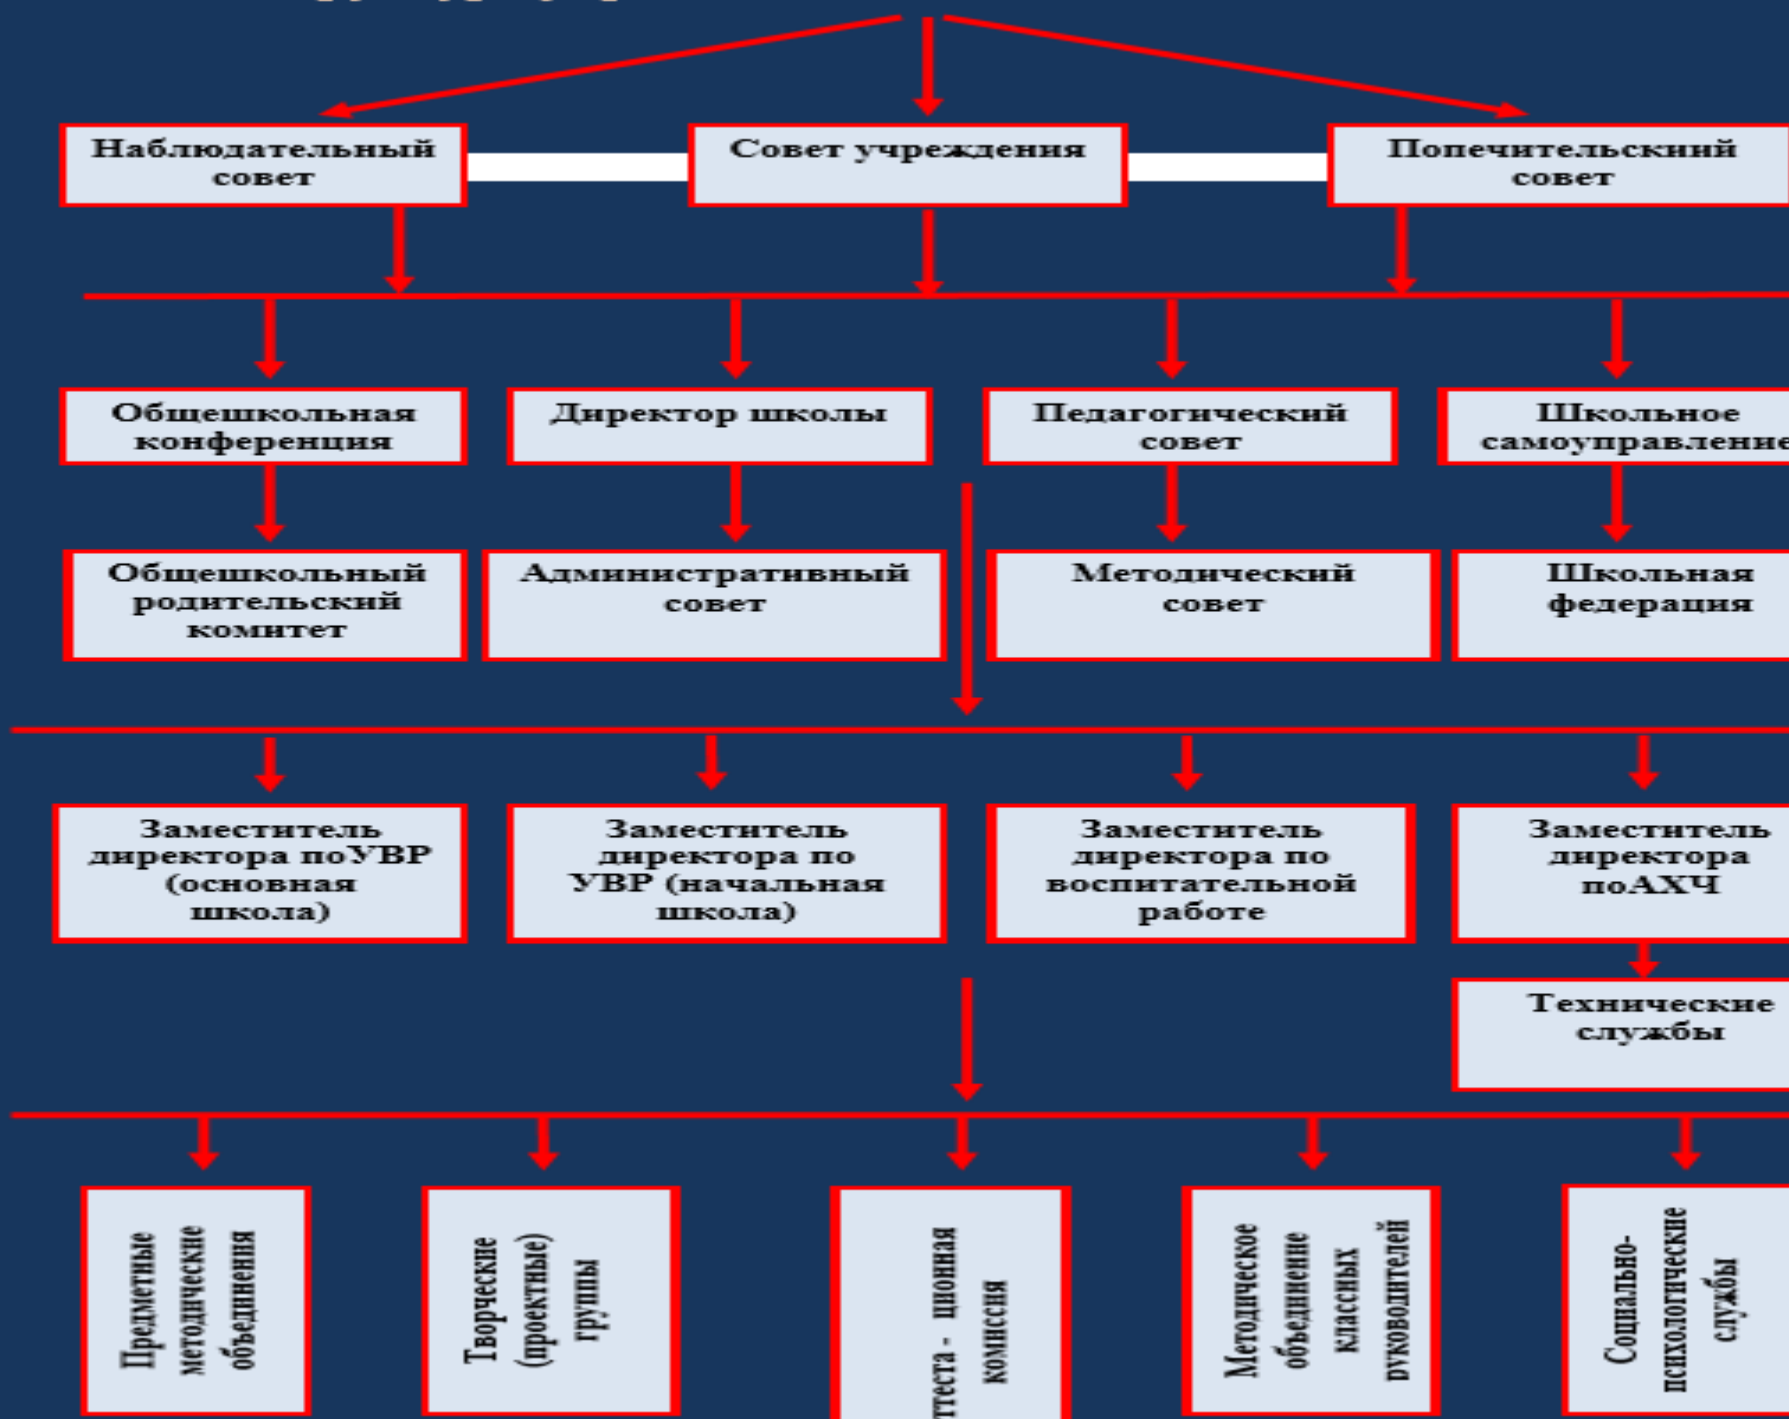 Наблюдательный
совет
Совет учреждения
Попечительскний
совет
Общешкольная
конференция
Директор школы
Педагогический
совет
Школьное
самоуправление
Общешкольный
родительский
комитет
Административный
совет
Методический
совет
Школьная
федерация
Заместитель
директора поУВР
(основная
школа)
Заместитель
директора по
УВР (начальная
школа)
Заместитель
директора по
воспитательной
работе
Заместитель
директора
поАХЧ
Технические
службы
Предметные
методические
объединения
Творческие
(проектные)
группы
ттеста - ционная
комиссия
Методическое
объединение
классных
руководителей
Социально-
психологические
службы